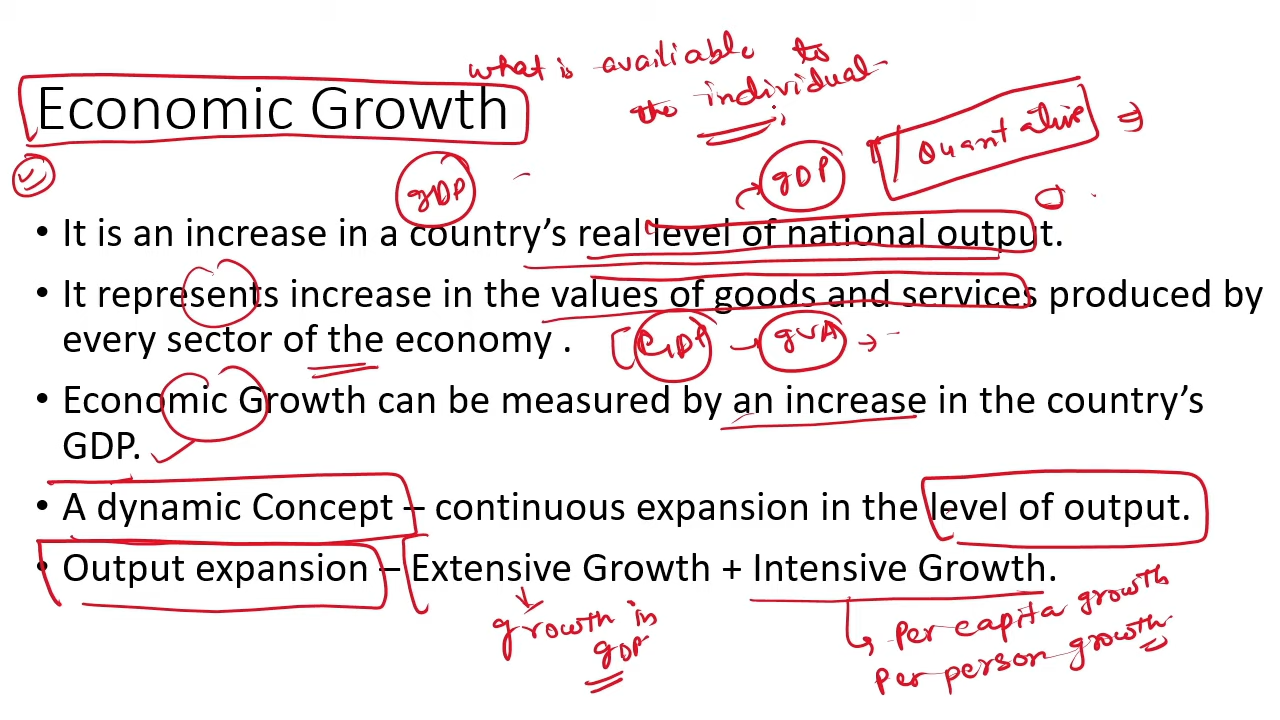 what is availiable to
the individual
Economic Growth
Quantative
GDP
GDP
• It is an increase in a country’s real level of national output.
• It represents increase in the values of goods and services produced by
every sector of the economy .
GDP
GVA
• Economic Growth can be measured by an increase in the country’s
GDP.
• A dynamic Concept – continuous expansion in the level of output.
• Output expansion – Extensive Growth + Intensive Growth.
growth in
GDP
Per capita growth
Per person growth